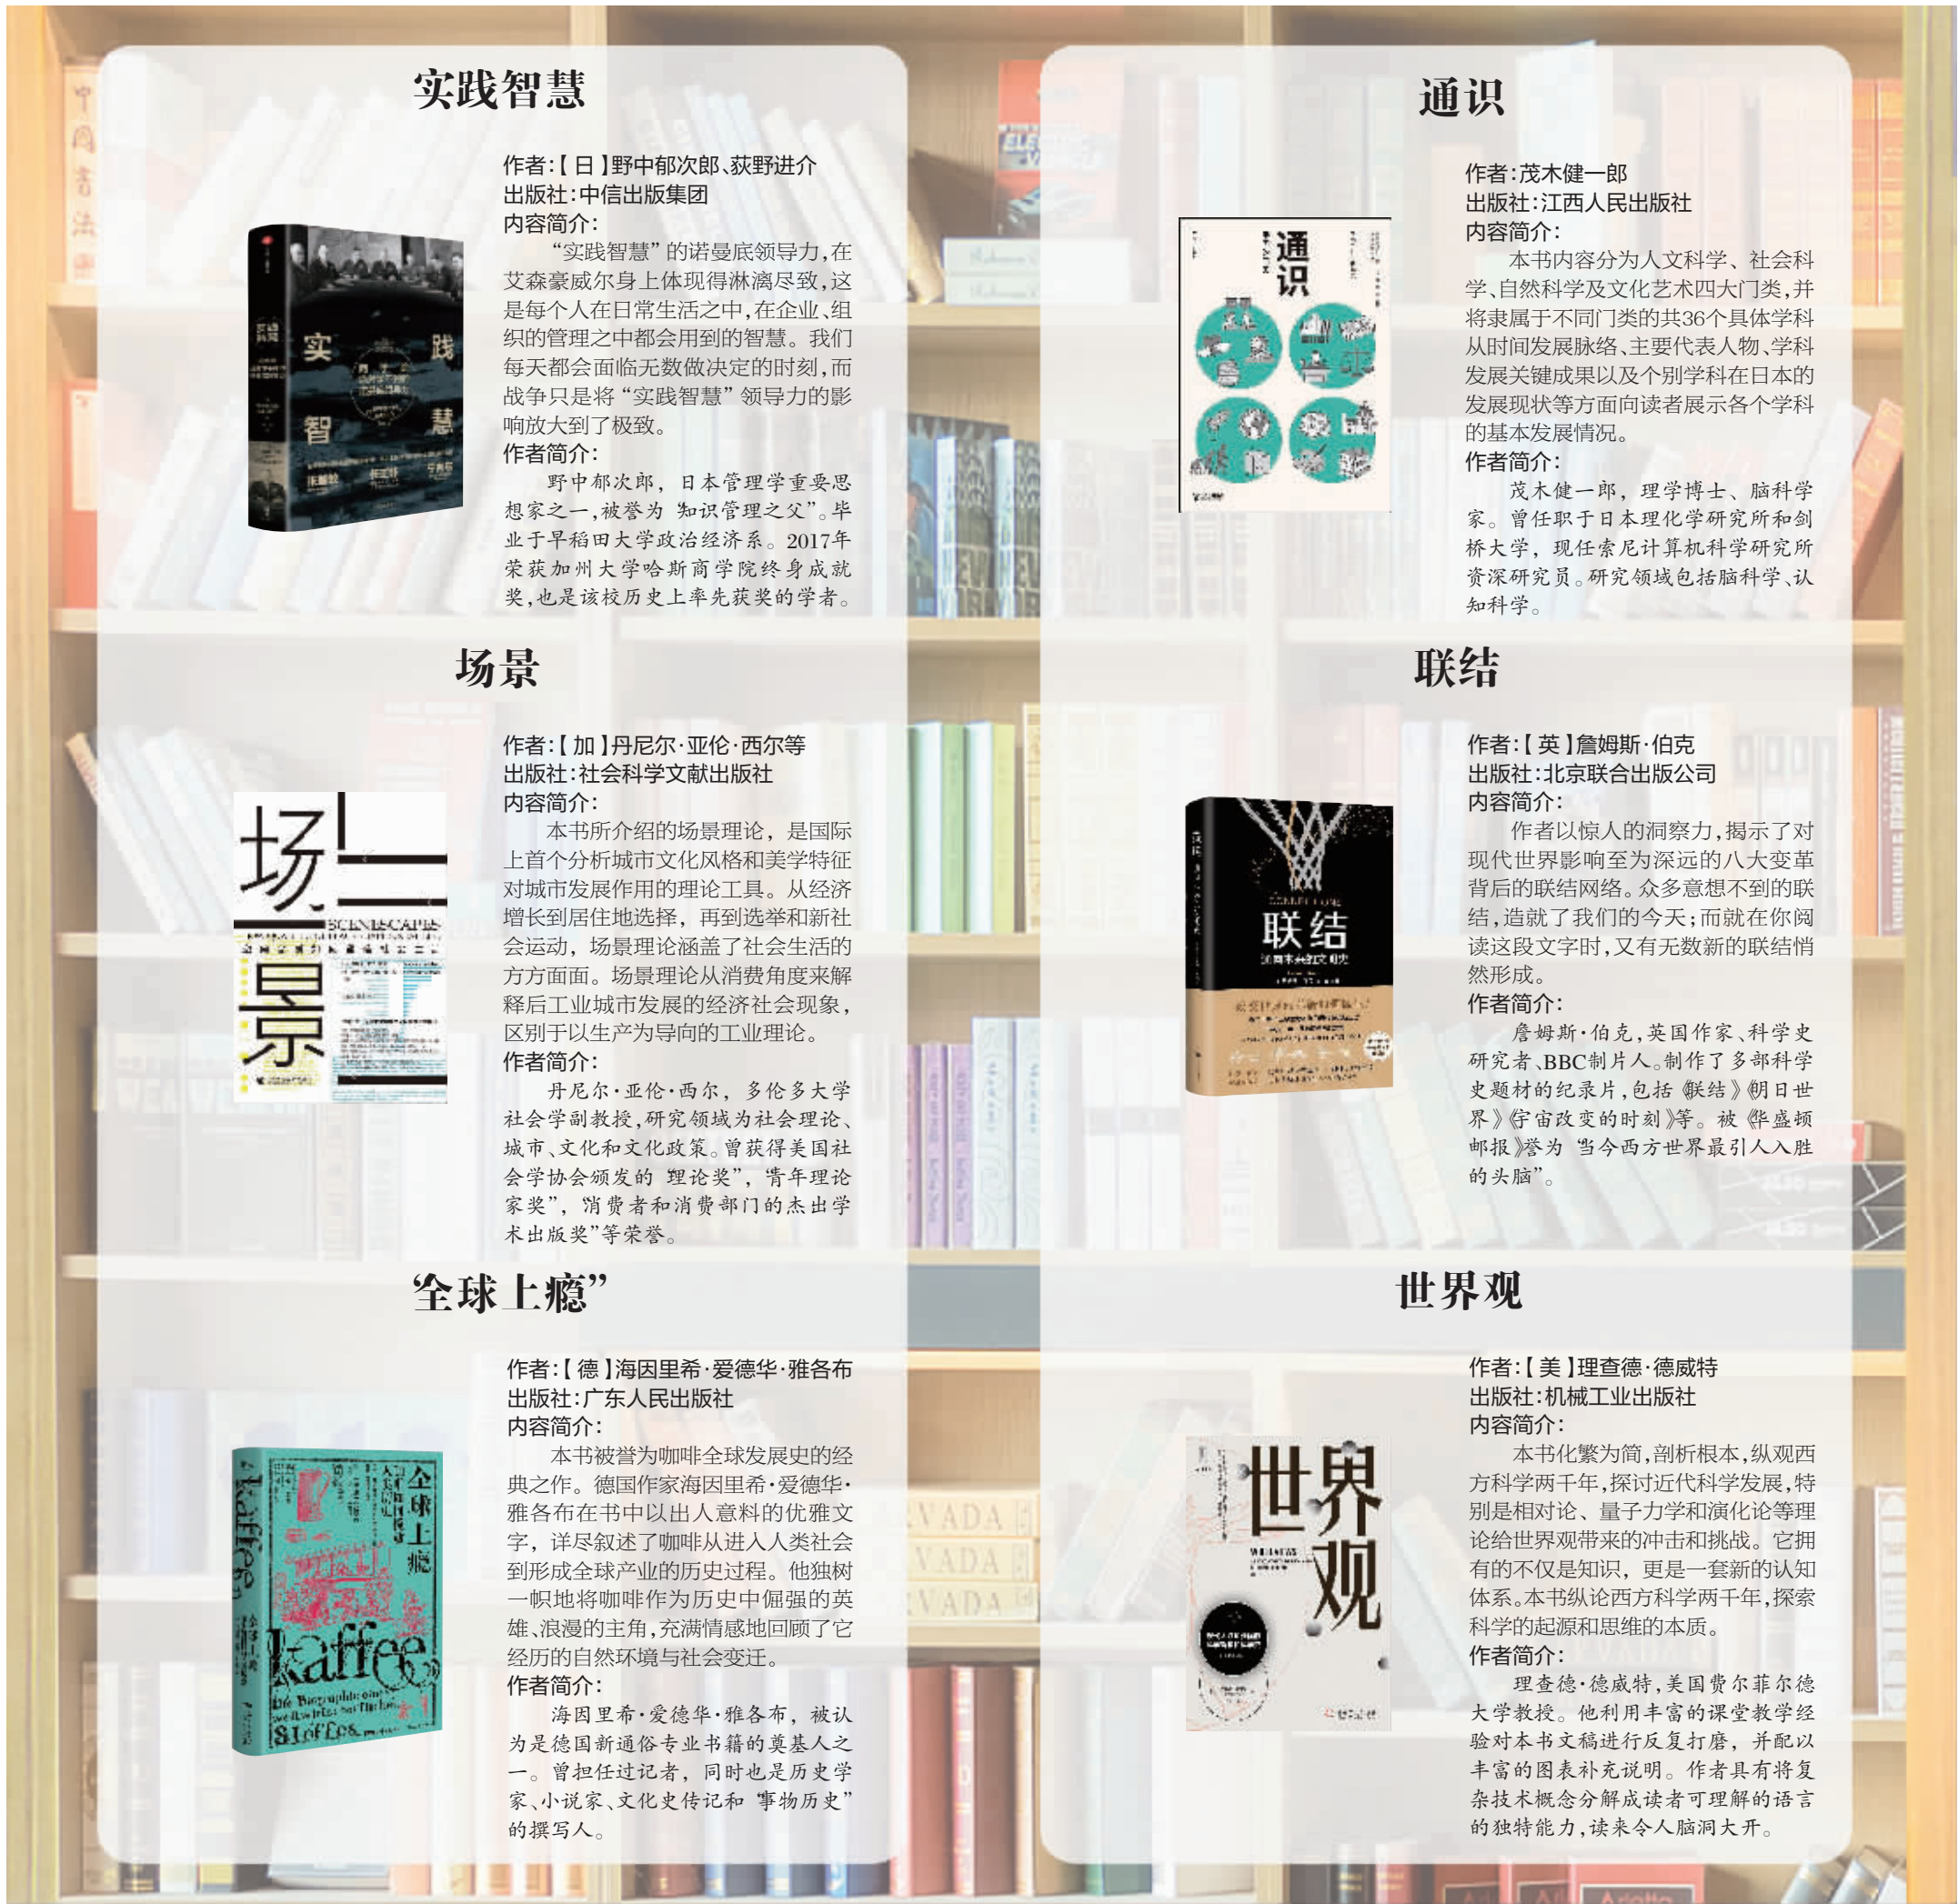 实践智慧
作者:【日】野中郁次郎、荻野进介
出版社:中信出版集团
内容简介:
“实践智慧”的诺曼底领导力,在
艾森豪威尔身上体现得淋漓尽致,这
是每个人在日常生活之中,在企业、组
织的管理之中都会用到的智慧。我们
每天都会面临无数做决定的时刻,而
战争只是将“实践智慧”领导力的影
响放大到了极致。
作者简介:
野中郁次郎，日本管理学重要思
想家之一,被誉为“知识管理之父”。毕
业于早稻田大学政治经济系。2017年
荣获加州大学哈斯商学院终身成就
奖,也是该校历史上率先获奖的学者。
实践
智慧
场景
作者:【加】丹尼尔·亚伦·西尔等
出版社:社会科学文献出版社
内容简介:
本书所介绍的场景理论，是国际
上首个分析城市文化风格和美学特征
对城市发展作用的理论工具。从经济
增长到居住地选择，再到选举和新社
会运动，场景理论涵盖了社会生活的
方方面面。场景理论从消费角度来解
释后工业城市发展的经济社会现象，
区别于以生产为导向的工业理论。
作者简介:
丹尼尔·亚伦·西尔，多伦多大学
社会学副教授,研究领域为社会理论、
城市、文化和文化政策。曾获得美国社
会学协会颁发的“理论奖”，“青年理论
家奖”，“消费者和消费部门的杰出学
术出版奖”等荣誉。
场景
SCENESCAPES
“全球上瘾”
作者:【德】海因里希·爱德华·雅各布
出版社:广东人民出版社
内容简介:
本书被誉为咖啡全球发展史的经
典之作。德国作家海因里希·爱德华·
雅各布在书中以出人意料的优雅文
字，详尽叙述了咖啡从进入人类社会
到形成全球产业的历史过程。他独树
一帜地将咖啡作为历史中倔强的英
雄、浪漫的主角,充满情感地回顾了它
经历的自然环境与社会变迁。
作者简介:
海因里希·爱德华·雅各布，被认
为是德国新通俗专业书籍的奠基人之
一。曾担任过记者，同时也是历史学
家、小说家、文化史传记和“事物历史”
的撰写人。
全球上瘾
kaffee
通识
作者:茂木健一郎
出版社:江西人民出版社
内容简介:
本书内容分为人文科学、社会科
学、自然科学及文化艺术四大门类,并
将隶属于不同门类的共36个具体学科
从时间发展脉络、主要代表人物、学科
发展关键成果以及个别学科在日本的
发展现状等方面向读者展示各个学科
的基本发展情况。
作者简介:
茂木健一郎，理学博士、脑科学
家。曾任职于日本理化学研究所和剑
桥大学，现任索尼计算机科学研究所
资深研究员。研究领域包括脑科学、认
知科学。
通识
联结
作者:【英】詹姆斯·伯克
出版社:北京联合出版公司
内容简介:
作者以惊人的洞察力,揭示了对
现代世界影响至为深远的八大变革
背后的联结网络。众多意想不到的联
结,造就了我们的今天;而就在你阅
读这段文字时,又有无数新的联结悄
然形成。
作者简介:
詹姆斯·伯克,英国作家、科学史
研究者、BBC制片人。制作了多部科学
史题材的纪录片,包括《联结》《明日世
界》《宇宙改变的时刻》等。被《华盛顿
邮报》誉为“当今西方世界最引人入胜
的头脑”。
联结
通向未来的文明史
世界观
作者:【美】理查德·德威特
出版社:机械工业出版社
内容简介:
本书化繁为简,剖析根本,纵观西
方科学两千年,探讨近代科学发展,特
别是相对论、量子力学和演化论等理
论给世界观带来的冲击和挑战。它拥
有的不仅是知识，更是一套新的认知
体系。本书纵论西方科学两千年,探索
科学的起源和思维的本质。
作者简介:
理查德·德威特,美国费尔菲尔德
大学教授。他利用丰富的课堂教学经
验对本书文稿进行反复打磨，并配以
丰富的图表补充说明。作者具有将复
杂技术概念分解成读者可理解的语言
的独特能力,读来令人脑洞大开。
世界观